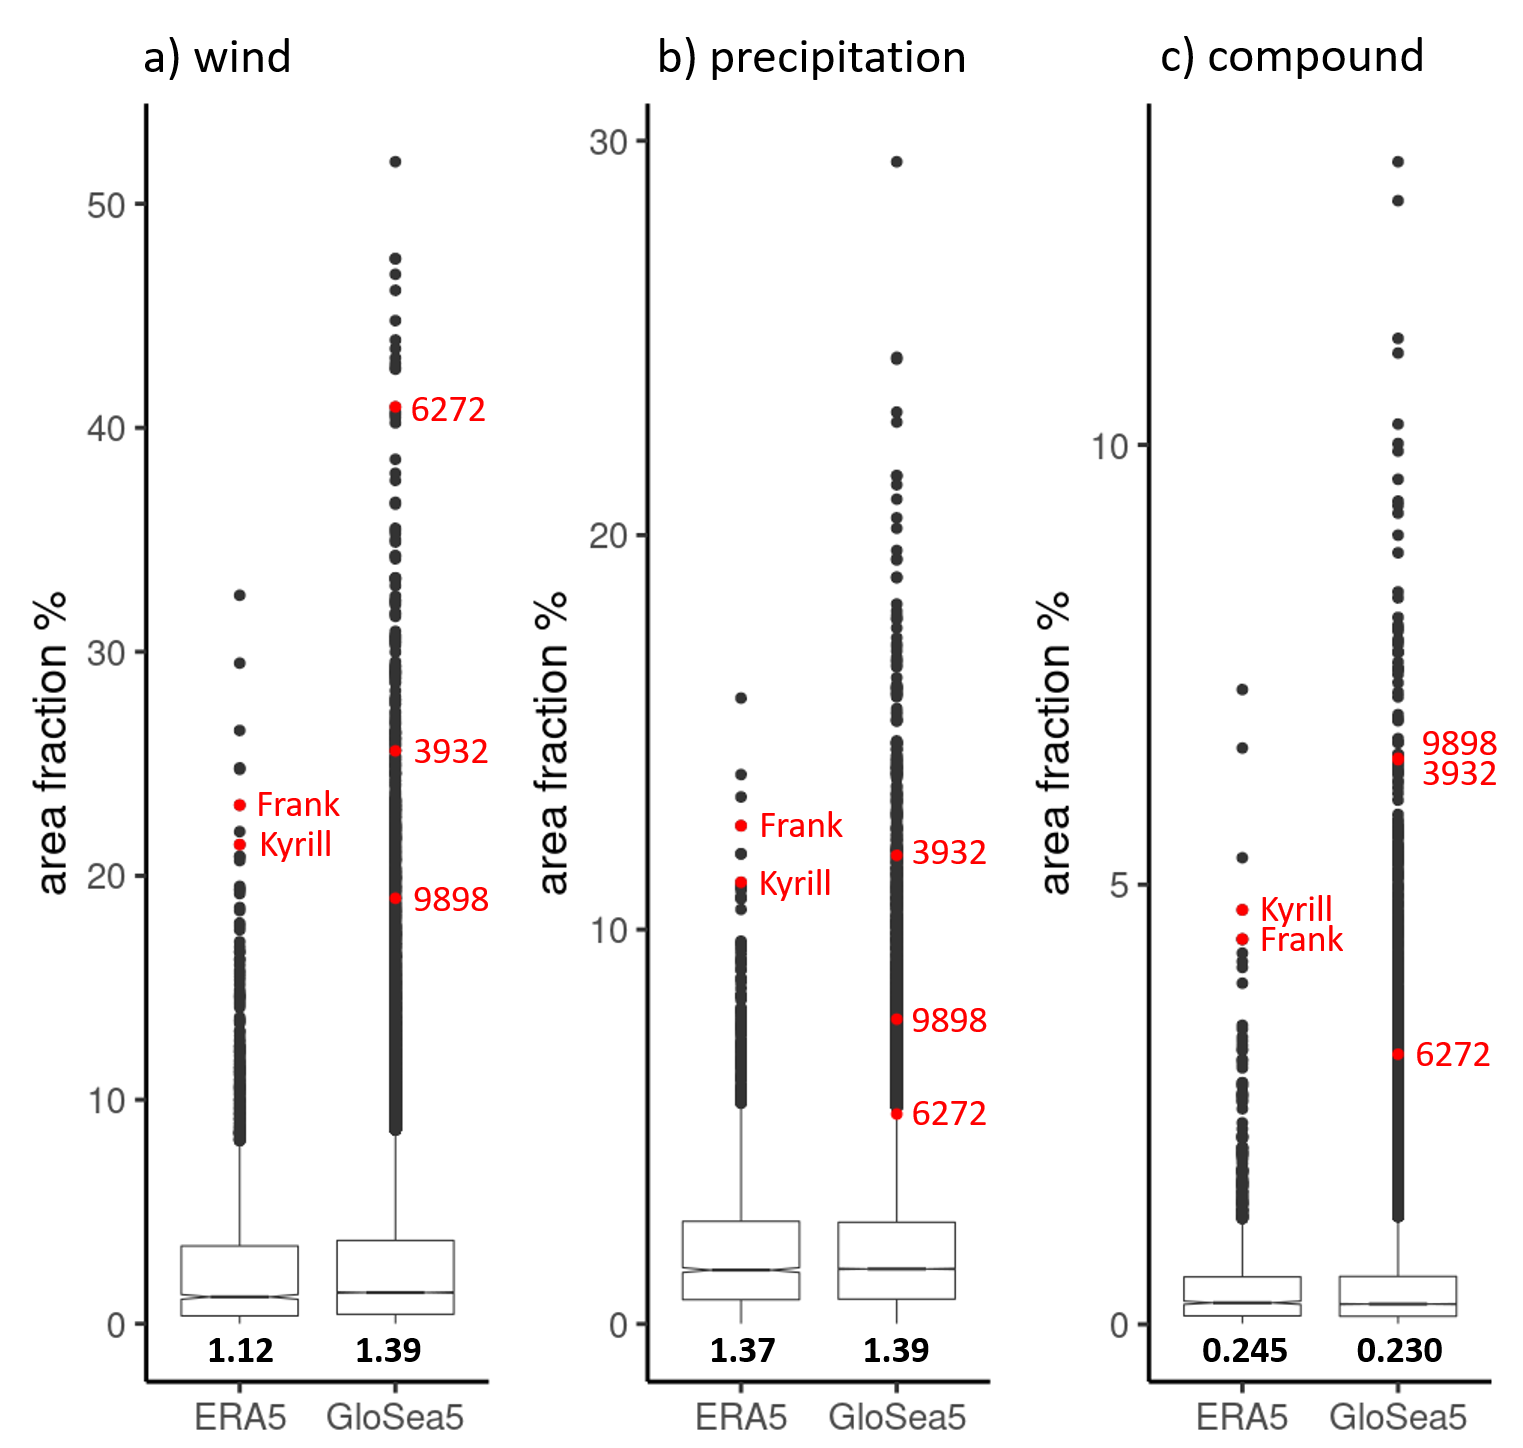 a) wind
50
40
30
20
10
0
area fraction %
6272
3932
Frank
Kyrill
9898
1.12
1.39
ERA5
GloSea5
b) precipitation
30
20
10
0
area fraction %
Frank
Kyrill
3932
9898
6272
1.37
1.39
ERA5
GloSea5
c) compound
10
5
0
area fraction %
9898
3932
Kyrill
Frank
6272
0.245
0.230
ERA5
GloSea5